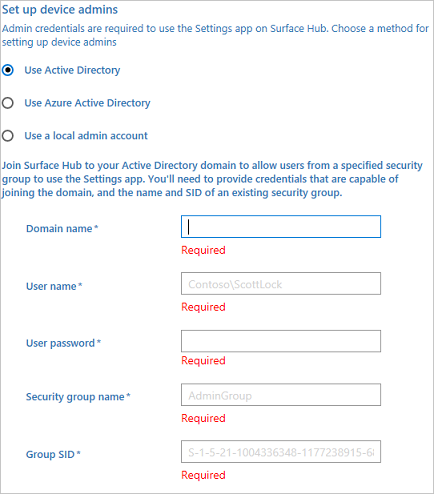 Set up device admins
Admin credentials are required to use the Settings app on Surface Hub. Choose a method for
setting up device admins
Use Active Directory
Use Azure Active Directory
Use a local admin account
Join Surface Hub to your Active Directory domain to allow users from a specified security
group to use the Settings app. You'll need to provide credentials that are capable of
joining the domain, and the name and SID of an existing security group.
Domain name*
Required
User name* Contoso\ScottLock
Required
User password*
Required
Security group name* AdminGroup
Required
Group SID* S-1-5-21-1004336348-1177238915-6
Required